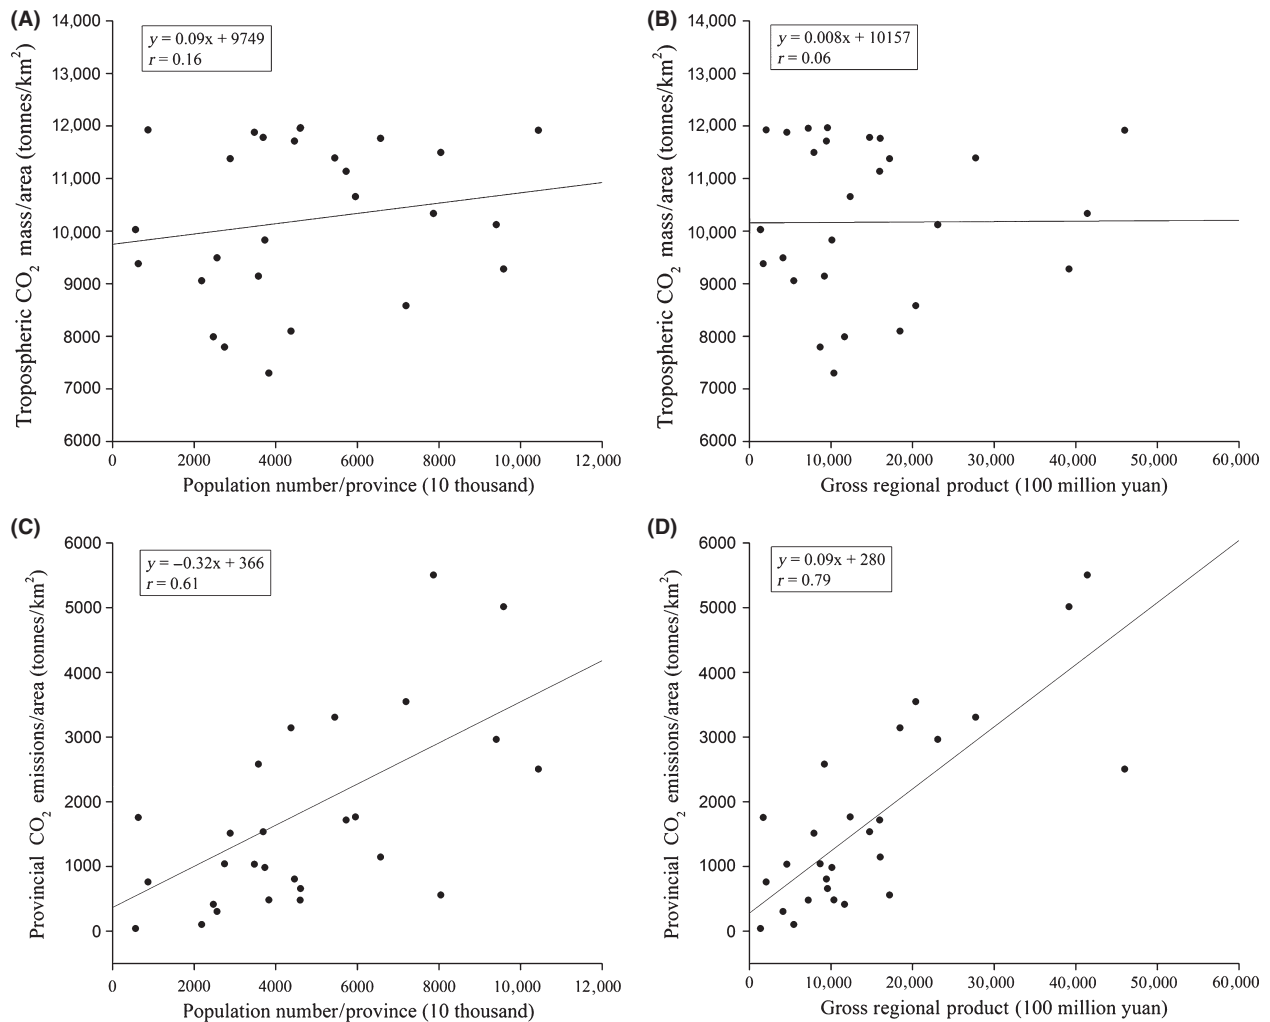 (A)
Tropospheric CO2 mass/area (tonnes/km2)
14,000
13,000
12,000
11,000
10,000
9000
8000
7000
6000
y = 0.09x + 9749
r = 0.16
0 2000 4000 6000 8000 10,000 12,000
Population number/province (10 thousand)
(B)
Tropospheric CO2 mass/area (tonnes/km2)
14,000
13,000
12,000
11,000
10,000
9000
8000
7000
6000
y = 0.008x + 10157
r = 0.06
0 10,000 20,000 30,000 40,000 50,000 60,000
Gross regional product (100 million yuan)
(C)
Provincial CO2 emissions/area (tonnes/km2)
6000
5000
4000
3000
2000
1000
0
y = –0.32x + 366
r = 0.61
0 2000 4000 6000 8000 10,000 12,000
Population number/province (10 thousand)
(D)
Provincial CO2 emissions/area (tonnes/km2)
6000
5000
4000
3000
2000
1000
0
y = 0.09x + 280
r = 0.79
0 10,000 20,000 30,000 40,000 50,000 60,000
Gross regional product (100 million yuan)